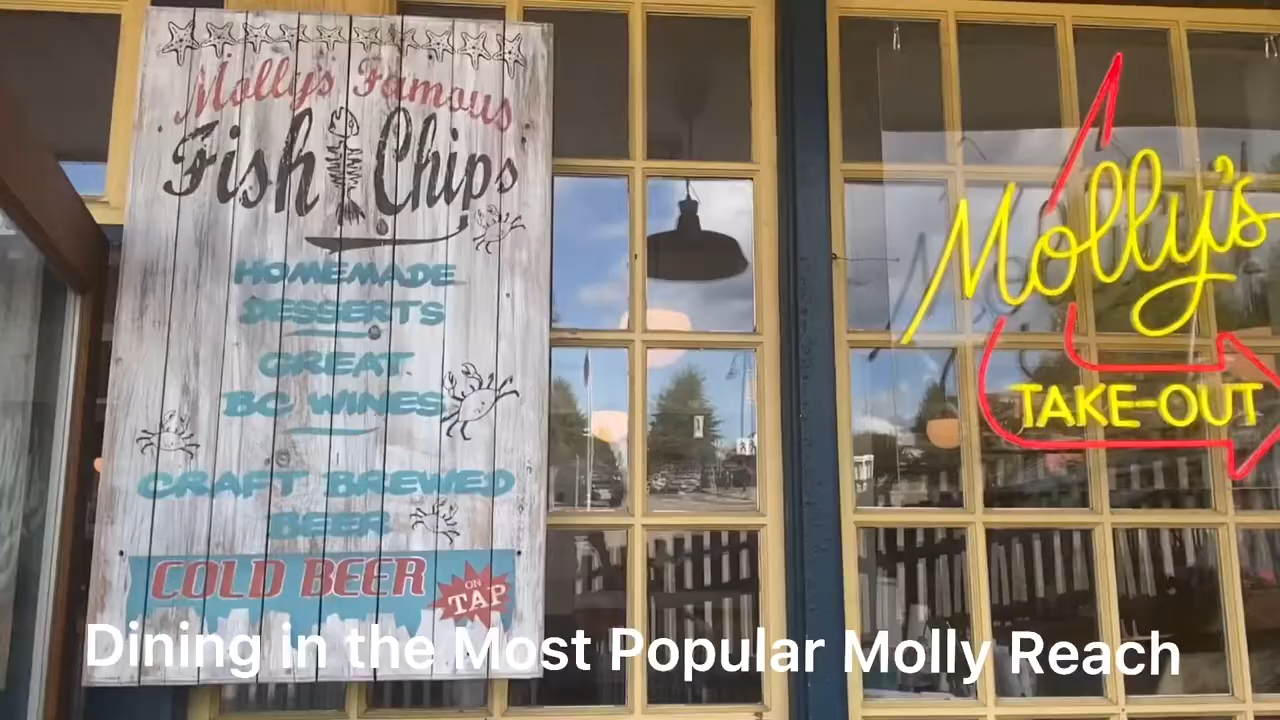 Molly's Famous
Fish Chips
HOMEMADE
DESSERTS
GREAT
BC WINES
CRAFT BREWED
BEER
COLD BEER
ON
TAP
Molly's
TAKE-OUT
Dining in the Most Popular Molly Reach